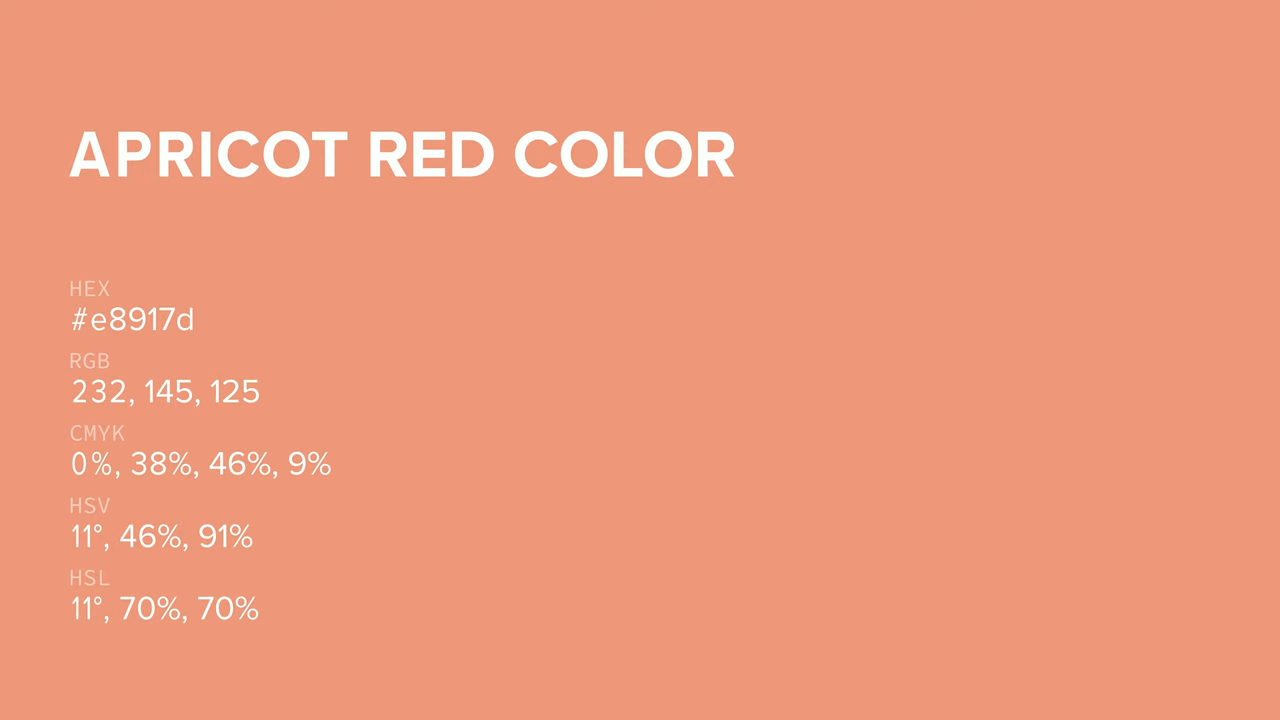 APRICOT RED COLOR
HEX
#e8917d
RGB
232, 145, 125
CMYK
0%, 38%, 46%, 9%
HSV
11°, 46%, 91%
HSL
11°, 70%, 70%